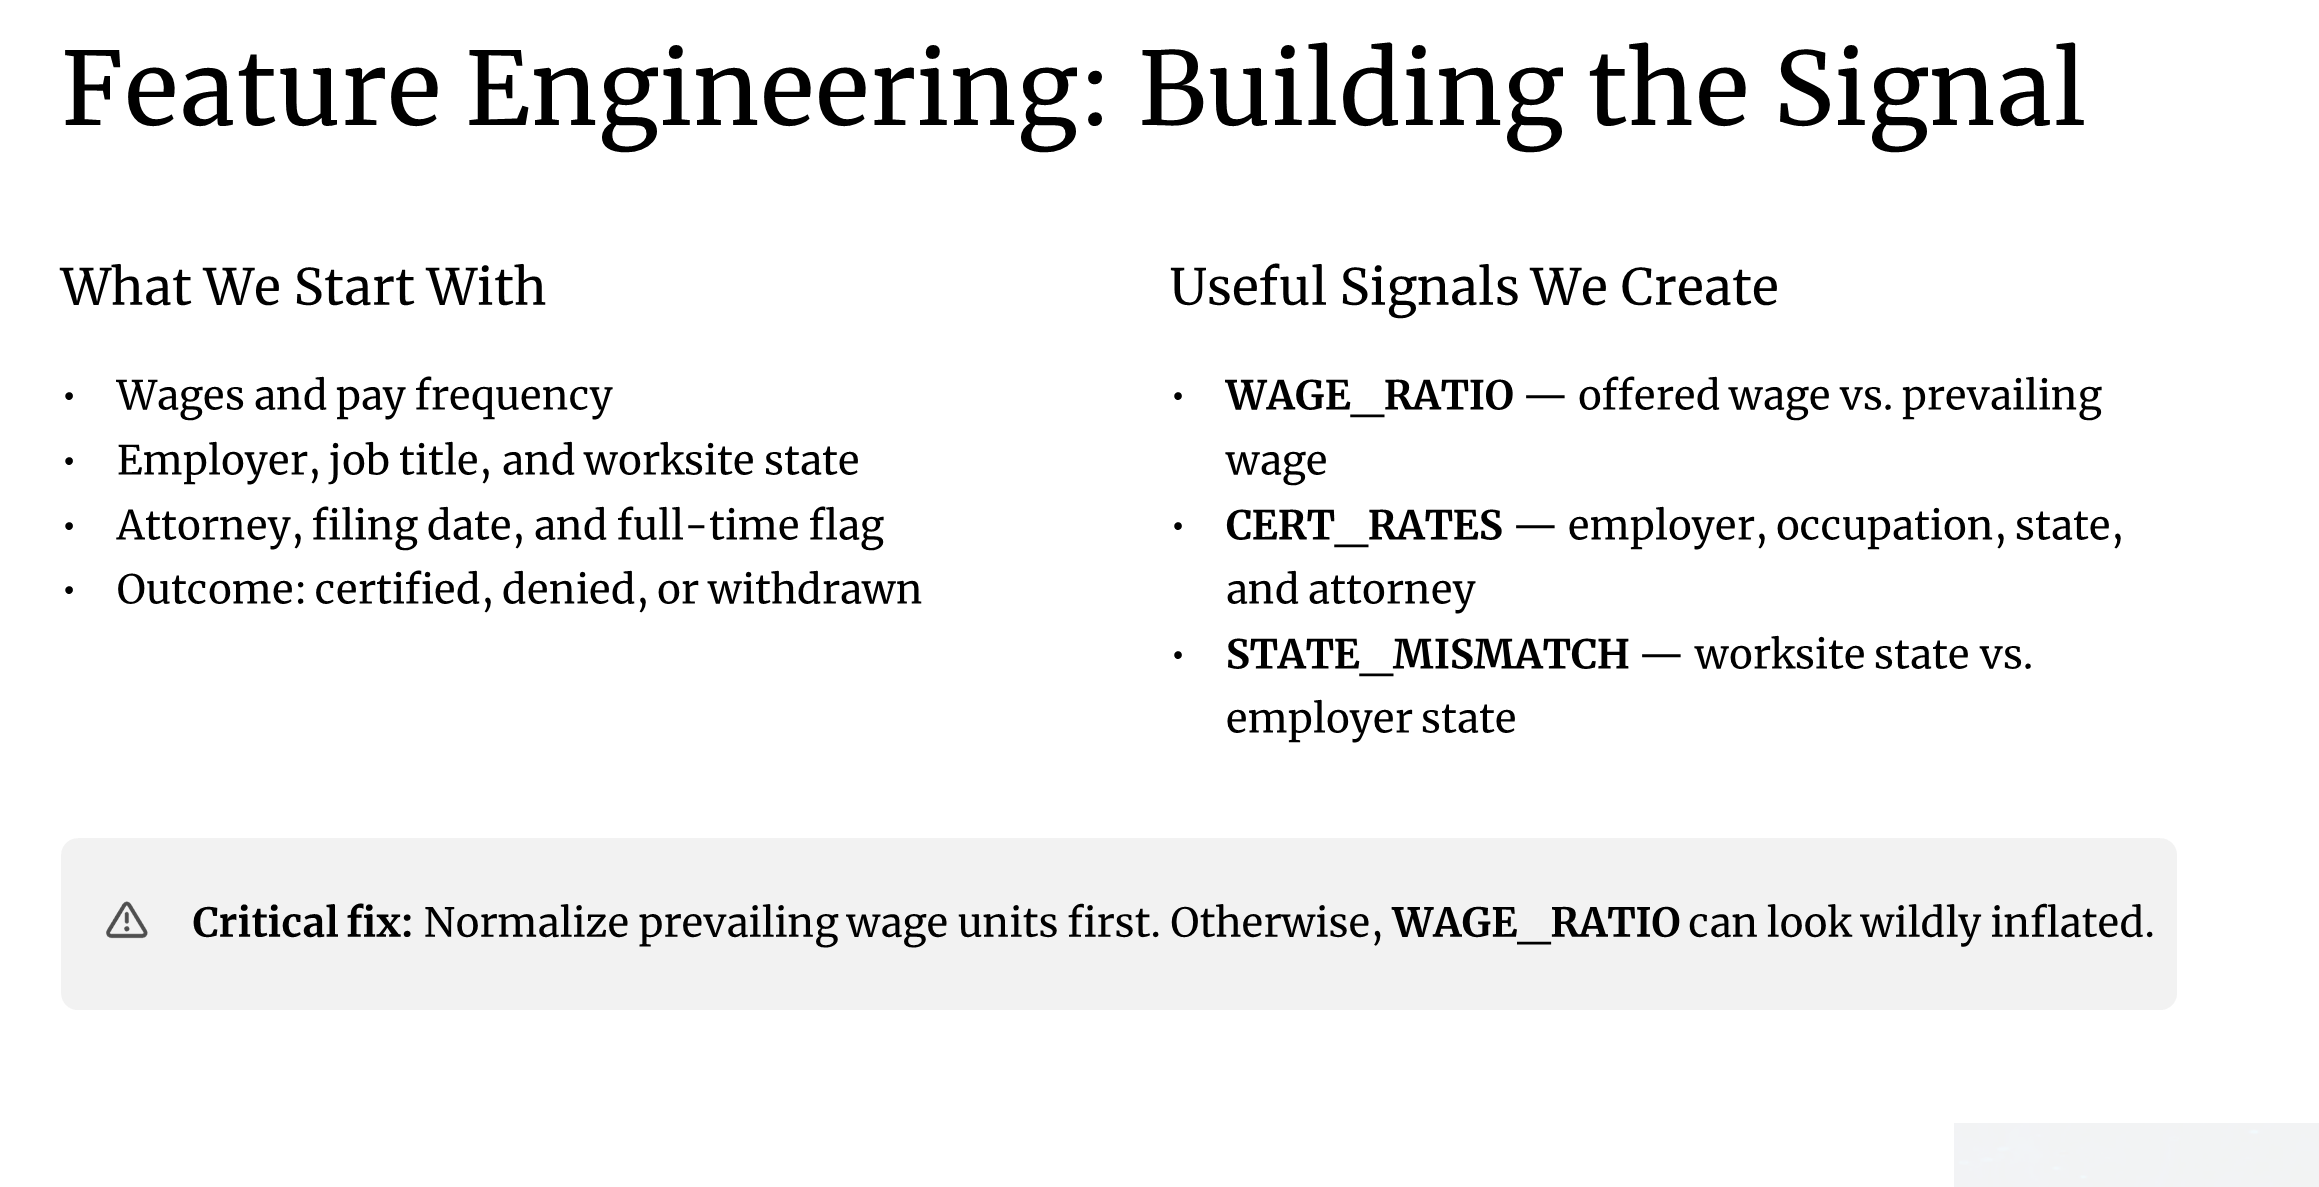 Feature Engineering: Building the Signal
What We Start With
• Wages and pay frequency
• Employer, job title, and worksite state
• Attorney, filing date, and full-time flag
• Outcome: certified, denied, or withdrawn
Useful Signals We Create
• WAGE_RATIO — offered wage vs. prevailing
wage
• CERT_RATES — employer, occupation, state,
and attorney
• STATE_MISMATCH — worksite state vs.
employer state
Critical fix: Normalize prevailing wage units first. Otherwise, WAGE_RATIO can look wildly inflated.